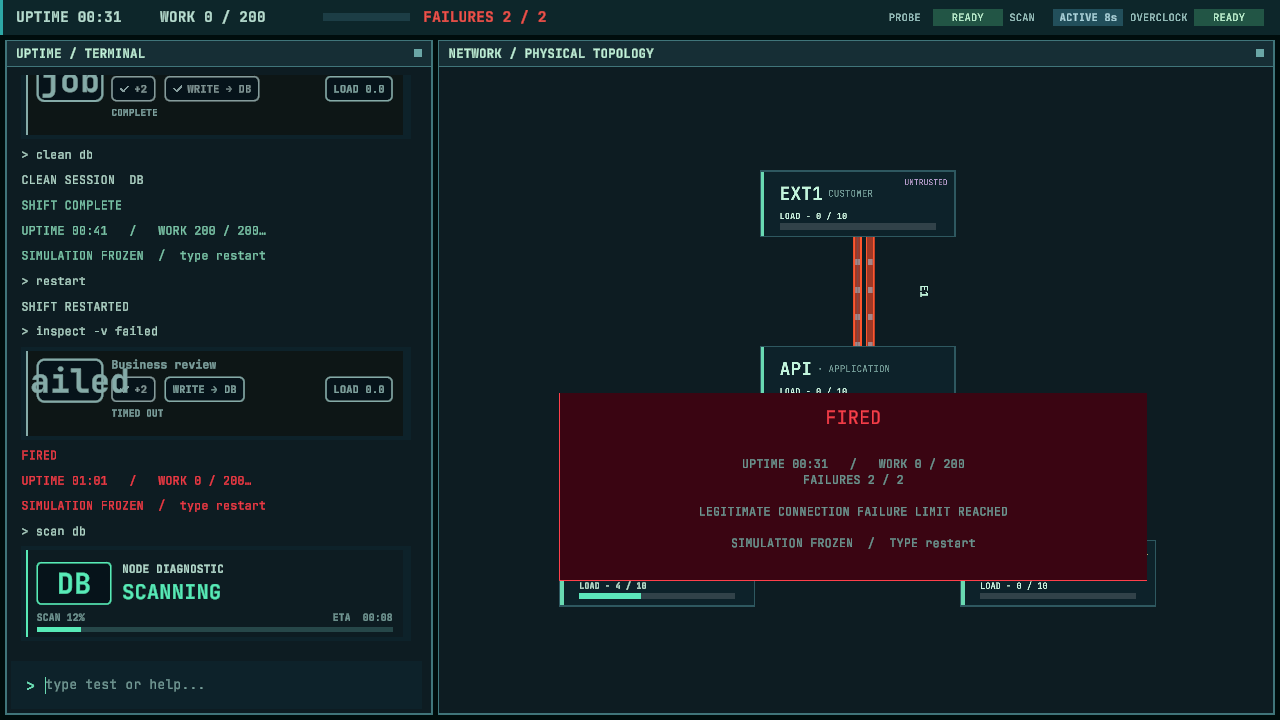 UPTIME 00:31 WORK 0 / 200 FAILURES 2 / 2 PROBE READY SCAN ACTIVE 8s OVERCLOCK READY
UPTIME / TERMINAL
job ✓ +2 ✓ WRITE → DB LOAD 0.0
COMPLETE
> clean db
CLEAN SESSION DB
SHIFT COMPLETE
UPTIME 00:41 / WORK 200 / 200…
SIMULATION FROZEN / type restart
> restart
SHIFT RESTARTED
> inspect -v failed
Business review
ailed +2 WRITE → DB LOAD 0.0
TIMED OUT
FIRED
UPTIME 01:01 / WORK 0 / 200…
SIMULATION FROZEN / type restart
> scan db
NODE DIAGNOSTIC
DB SCANNING
SCAN 12% ETA 00:08
> type test or help...
NETWORK / PHYSICAL TOPOLOGY
UNTRUSTED
EXT1 CUSTOMER
LOAD - 0 / 10
E1
API · APPLICATION
LOAD - 0 / 10
FIRED
UPTIME 00:31 / WORK 0 / 200
FAILURES 2 / 2
LEGITIMATE CONNECTION FAILURE LIMIT REACHED
SIMULATION FROZEN / TYPE restart
LOAD - 4 / 10
LOAD - 0 / 10